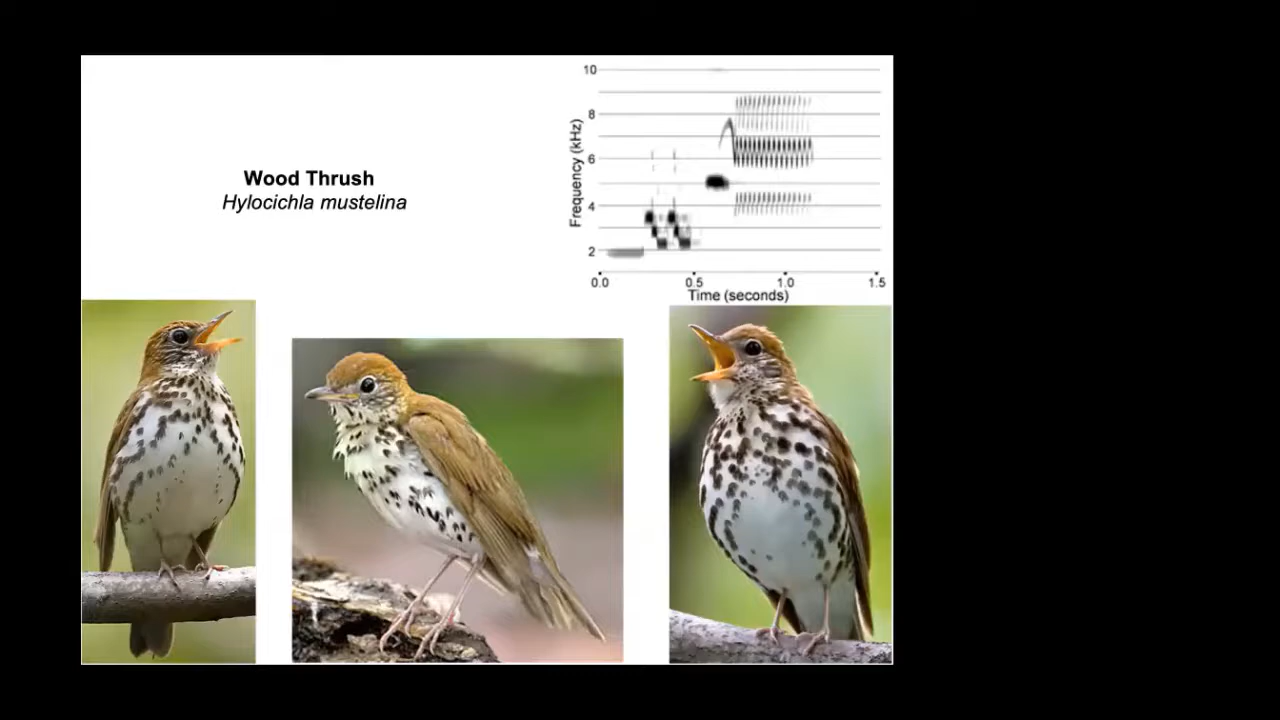 Wood Thrush
Hylocichla mustelina
10
8
6
4
2
Frequency (kHz)
0.0 0.5 1.0 1.5
Time (seconds)